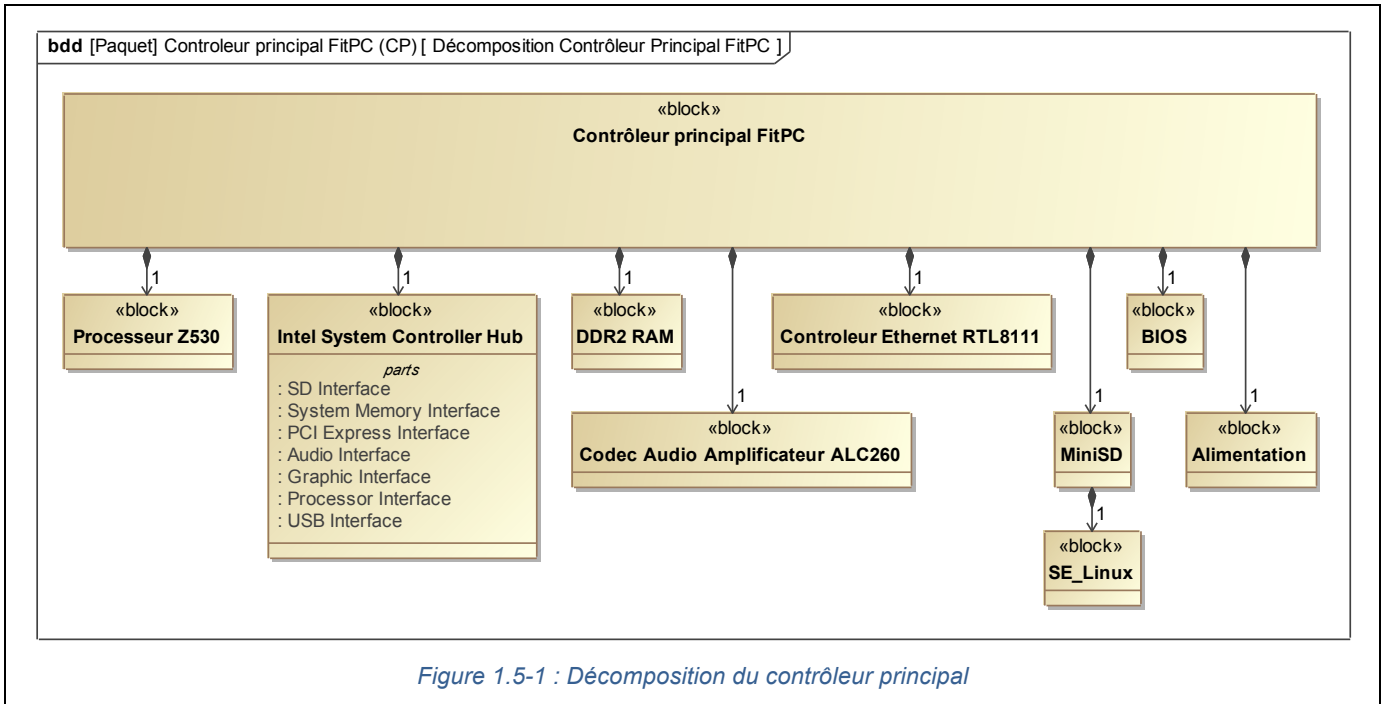 bdd [Paquet] Controleur principal FitPC (CP) [ Décomposition Contrôleur Principal FitPC ]
«block»
Contrôleur principal FitPC
1
«block»
Processeur Z530
1
«block»
Intel System Controller Hub
parts
: SD Interface
: System Memory Interface
: PCI Express Interface
: Audio Interface
: Graphic Interface
: Processor Interface
: USB Interface
1
«block»
DDR2 RAM
1
«block»
Codec Audio Amplificateur ALC260
1
«block»
Controleur Ethernet RTL8111
1
«block»
MiniSD
1
«block»
SE_Linux
1
«block»
BIOS
1
«block»
Alimentation
Figure 1.5-1 : Décomposition du contrôleur principal